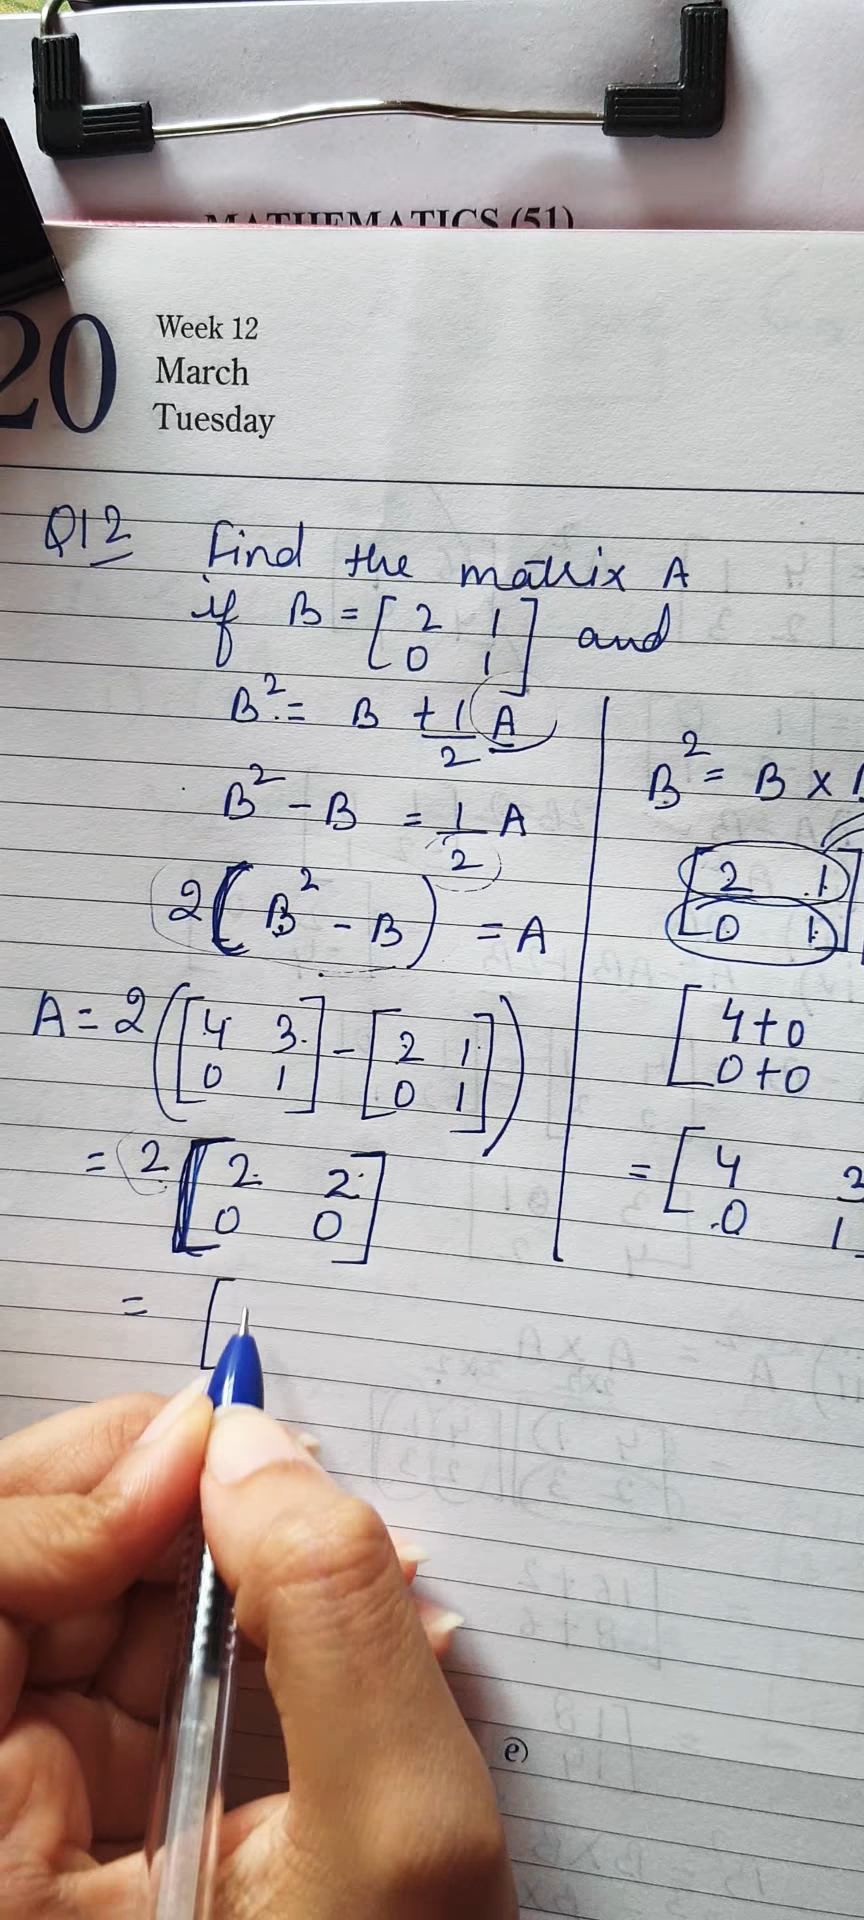 MATHEMATICS (51)
20
Week 12
March
Tuesday
Q12 Find the matrix A
if B = [ 2 1
0 1 ] and
B² = B + 1/2 A
B² - B = 1/2 A
2 ( B² - B ) = A
A = 2 ( [ 4 3
0 1 ] - [ 2 1
0 1 ] )
= 2 [ 2 2
0 0 ]
= [
B² = B ×
[ 2 1
0 1 ]
[ 4+0
0+0
= [ 4 3
0 1
e)